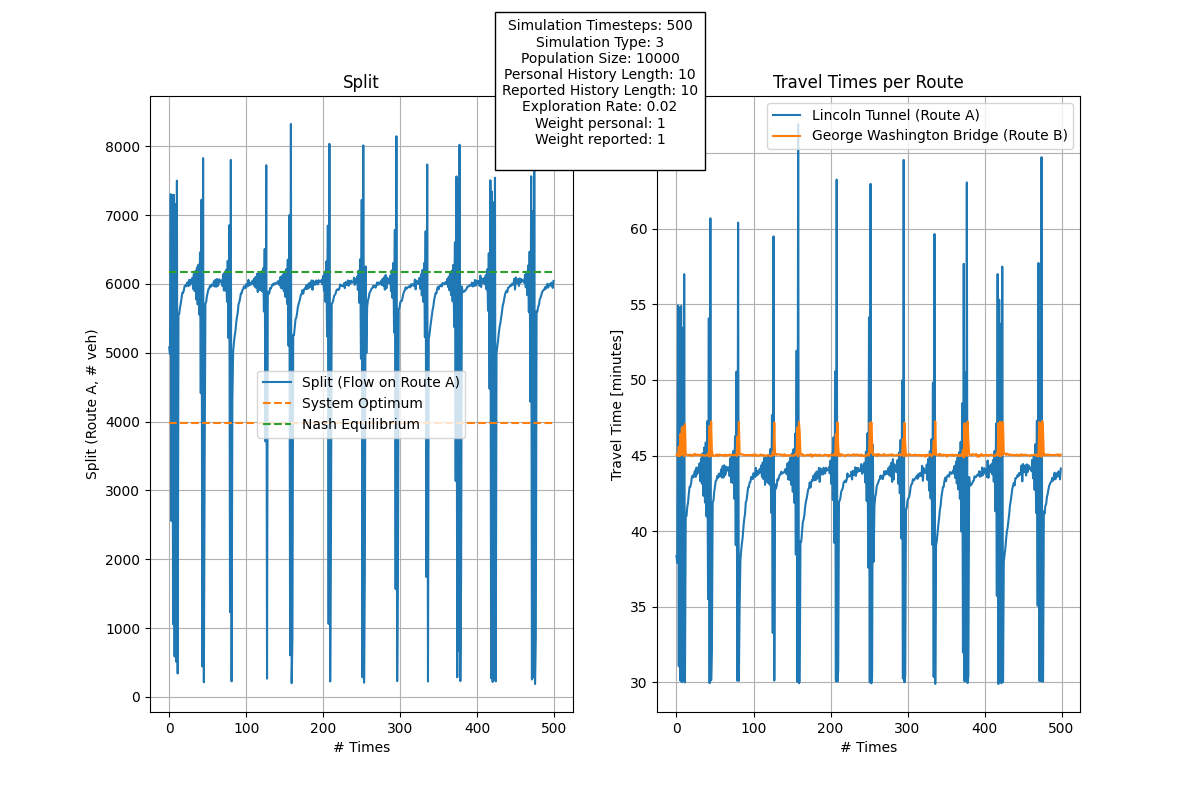 Simulation Timesteps: 500
Simulation Type: 3
Population Size: 10000
Personal History Length: 10
Reported History Length: 10
Exploration Rate: 0.02
Weight personal: 1
Weight reported: 1
Split
Split (Route A, # veh)
8000
7000
6000
5000
4000
3000
2000
1000
0
Split (Flow on Route A)
System Optimum
Nash Equilibrium
0
100
200
300
400
500
# Times
Travel Times per Route
Lincoln Tunnel (Route A)
George Washington Bridge (Route B)
Travel Time [minutes]
60
55
50
45
40
35
30
0
100
200
300
400
500
# Times